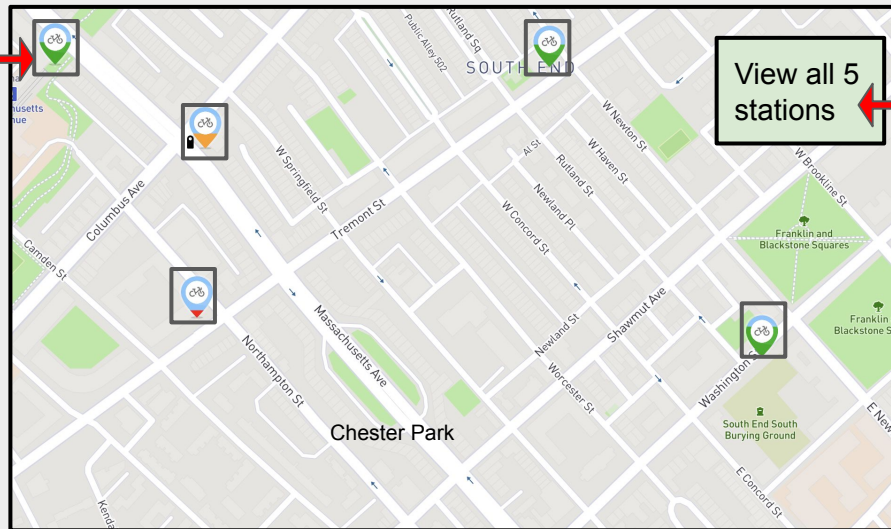 Rutland Sq
Public Alley 502
SOUTH END
View all 5
stations
husetts
nue
W Newton St
W Haven St
Al St
Rutland St
Newland Pl
W Concord St
W Springfield St
Tremont St
Columbus Ave
Camden St
W Brookline St
Franklin and
Blackstone Squares
Franklin
Blackstone S
Massachusetts Ave
Northampton St
Newland St
Shawmut Ave
Worcester St
Washington S
Chester Park
South End South
Burying Ground
E Concord St
E New
Kenda